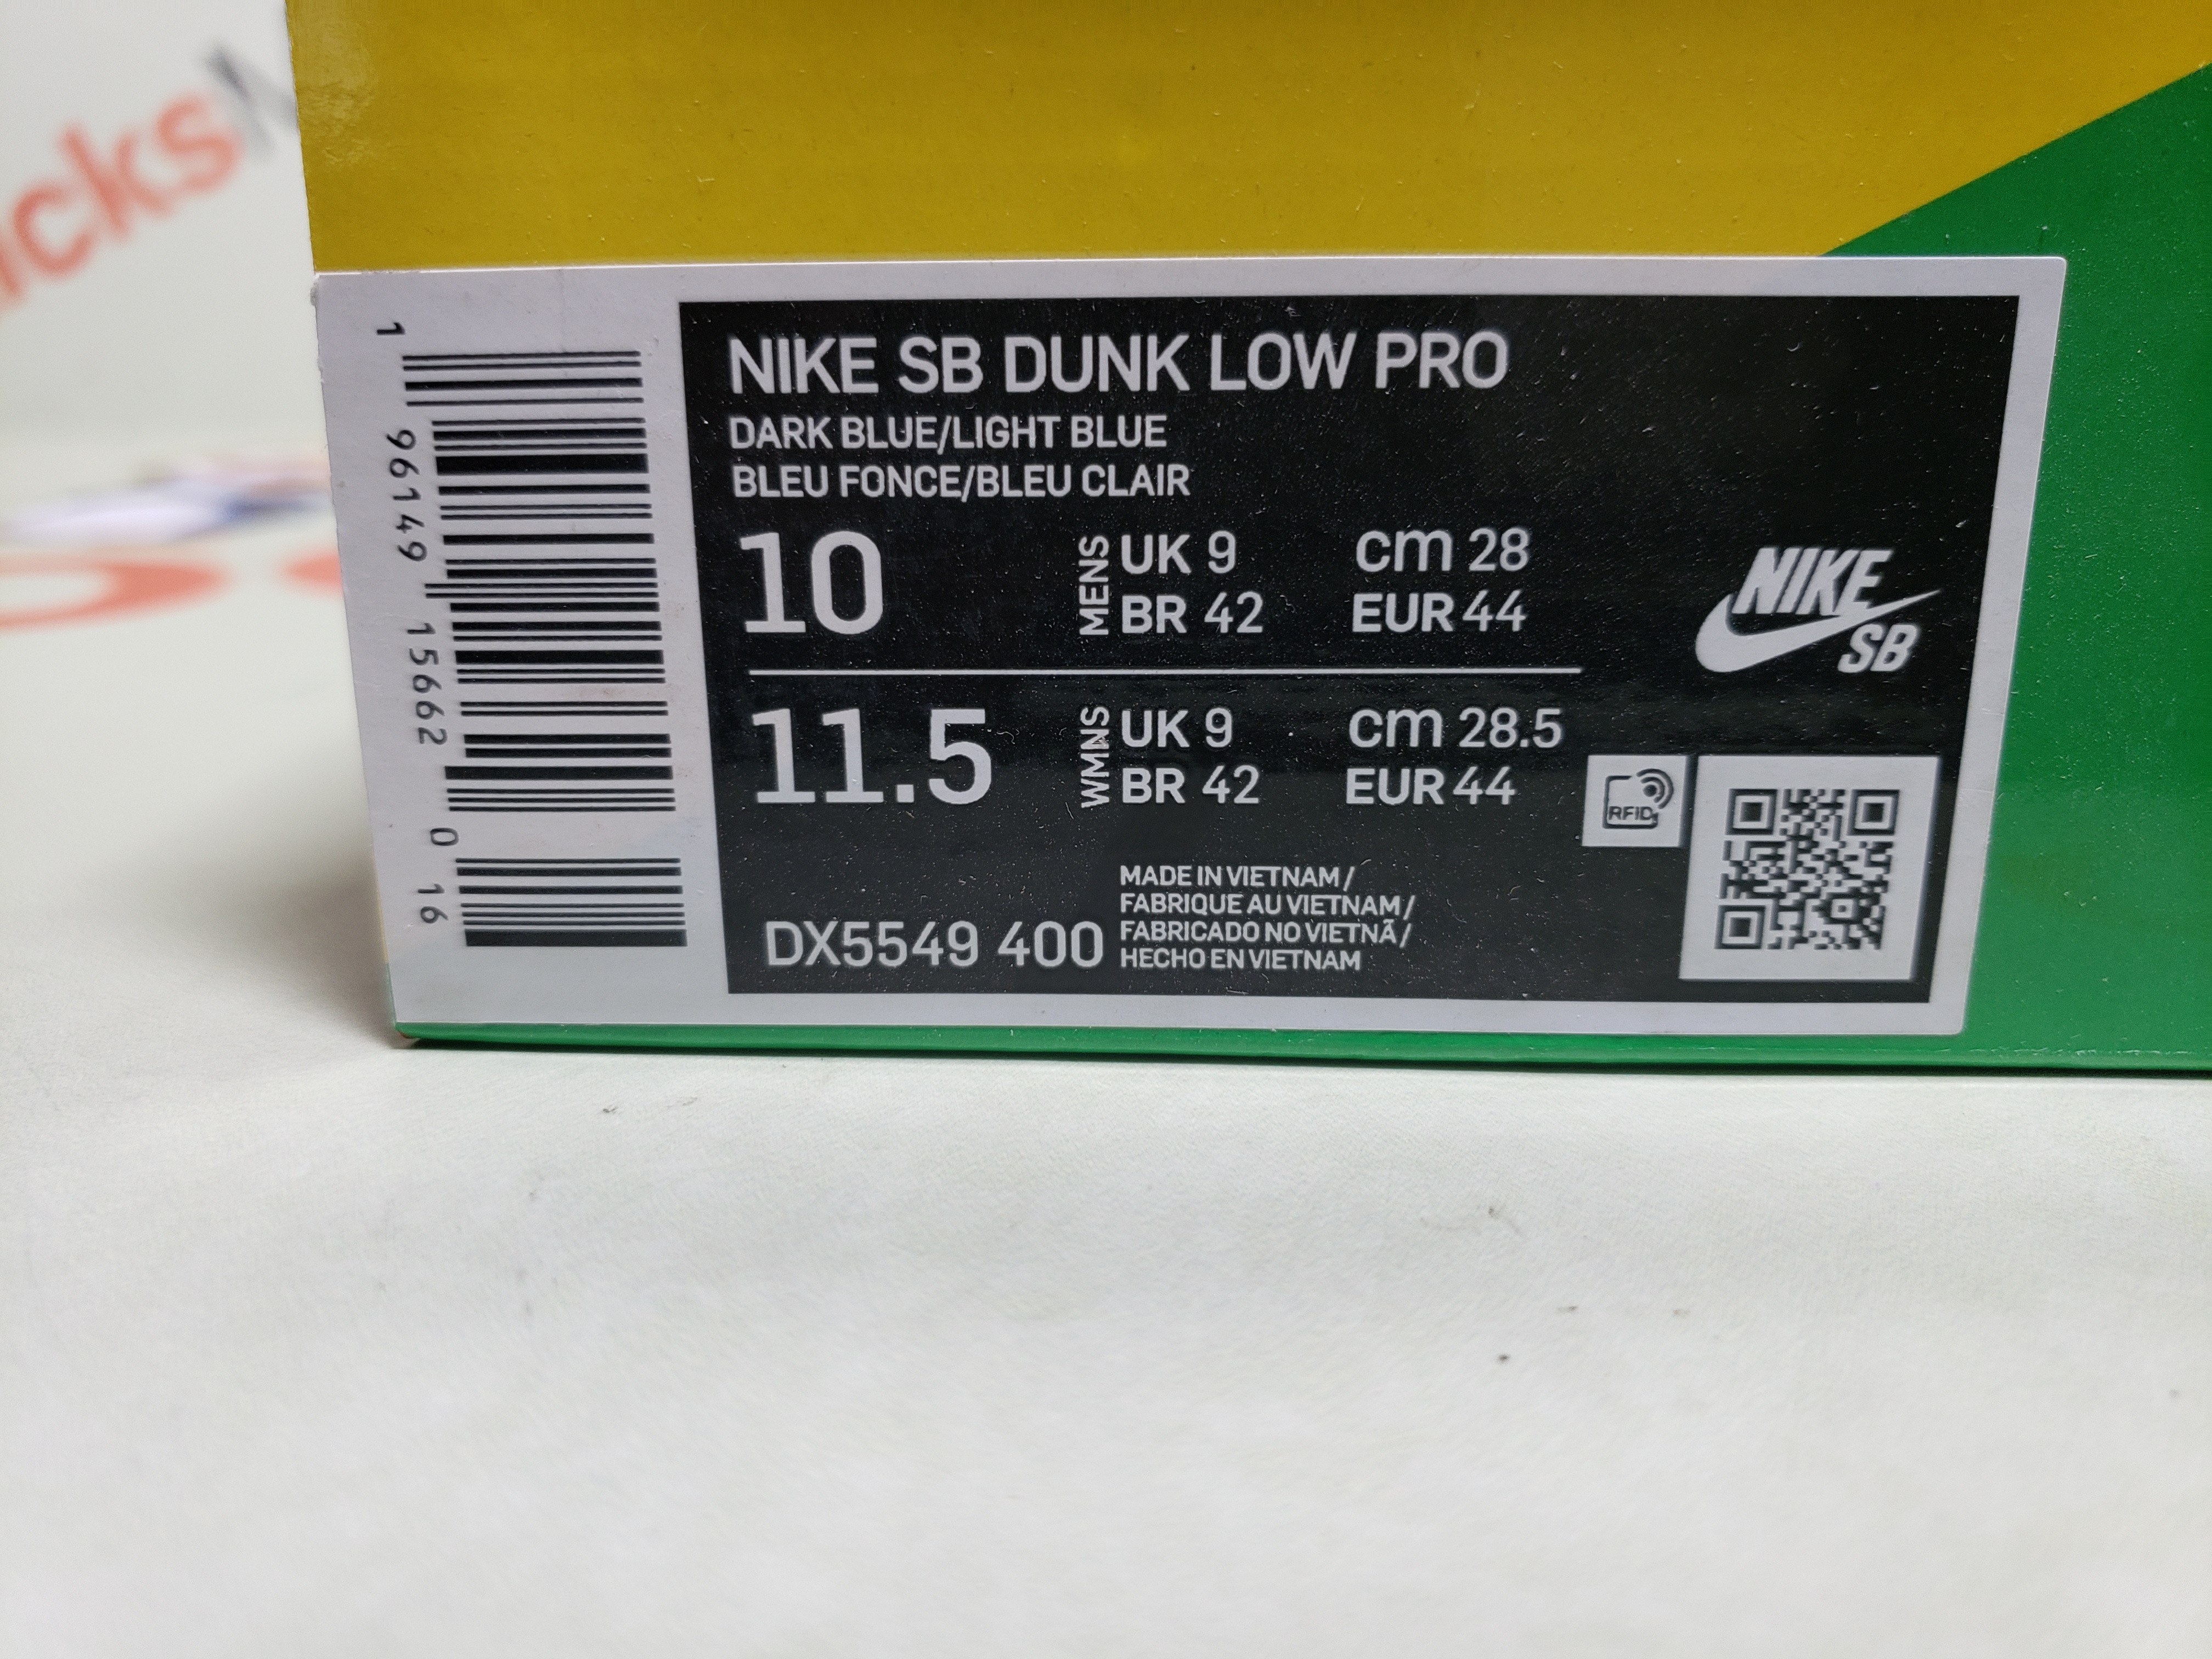 icks
NIKE SB DUNK LOW PRO
DARK BLUE/LIGHT BLUE
BLEU FONCE/BLEU CLAIR
10
MENS
UK 9
cm 28
BR 42
EUR 44
11.5
WMNS
UK 9
cm 28.5
BR 42
EUR 44
NIKE
SB
RFID
DX5549 400
MADE IN VIETNAM /
FABRIQUE AU VIETNAM /
FABRICADO NO VIETNÃ /
HECHO EN VIETNAM
1 96149 15662 0 16